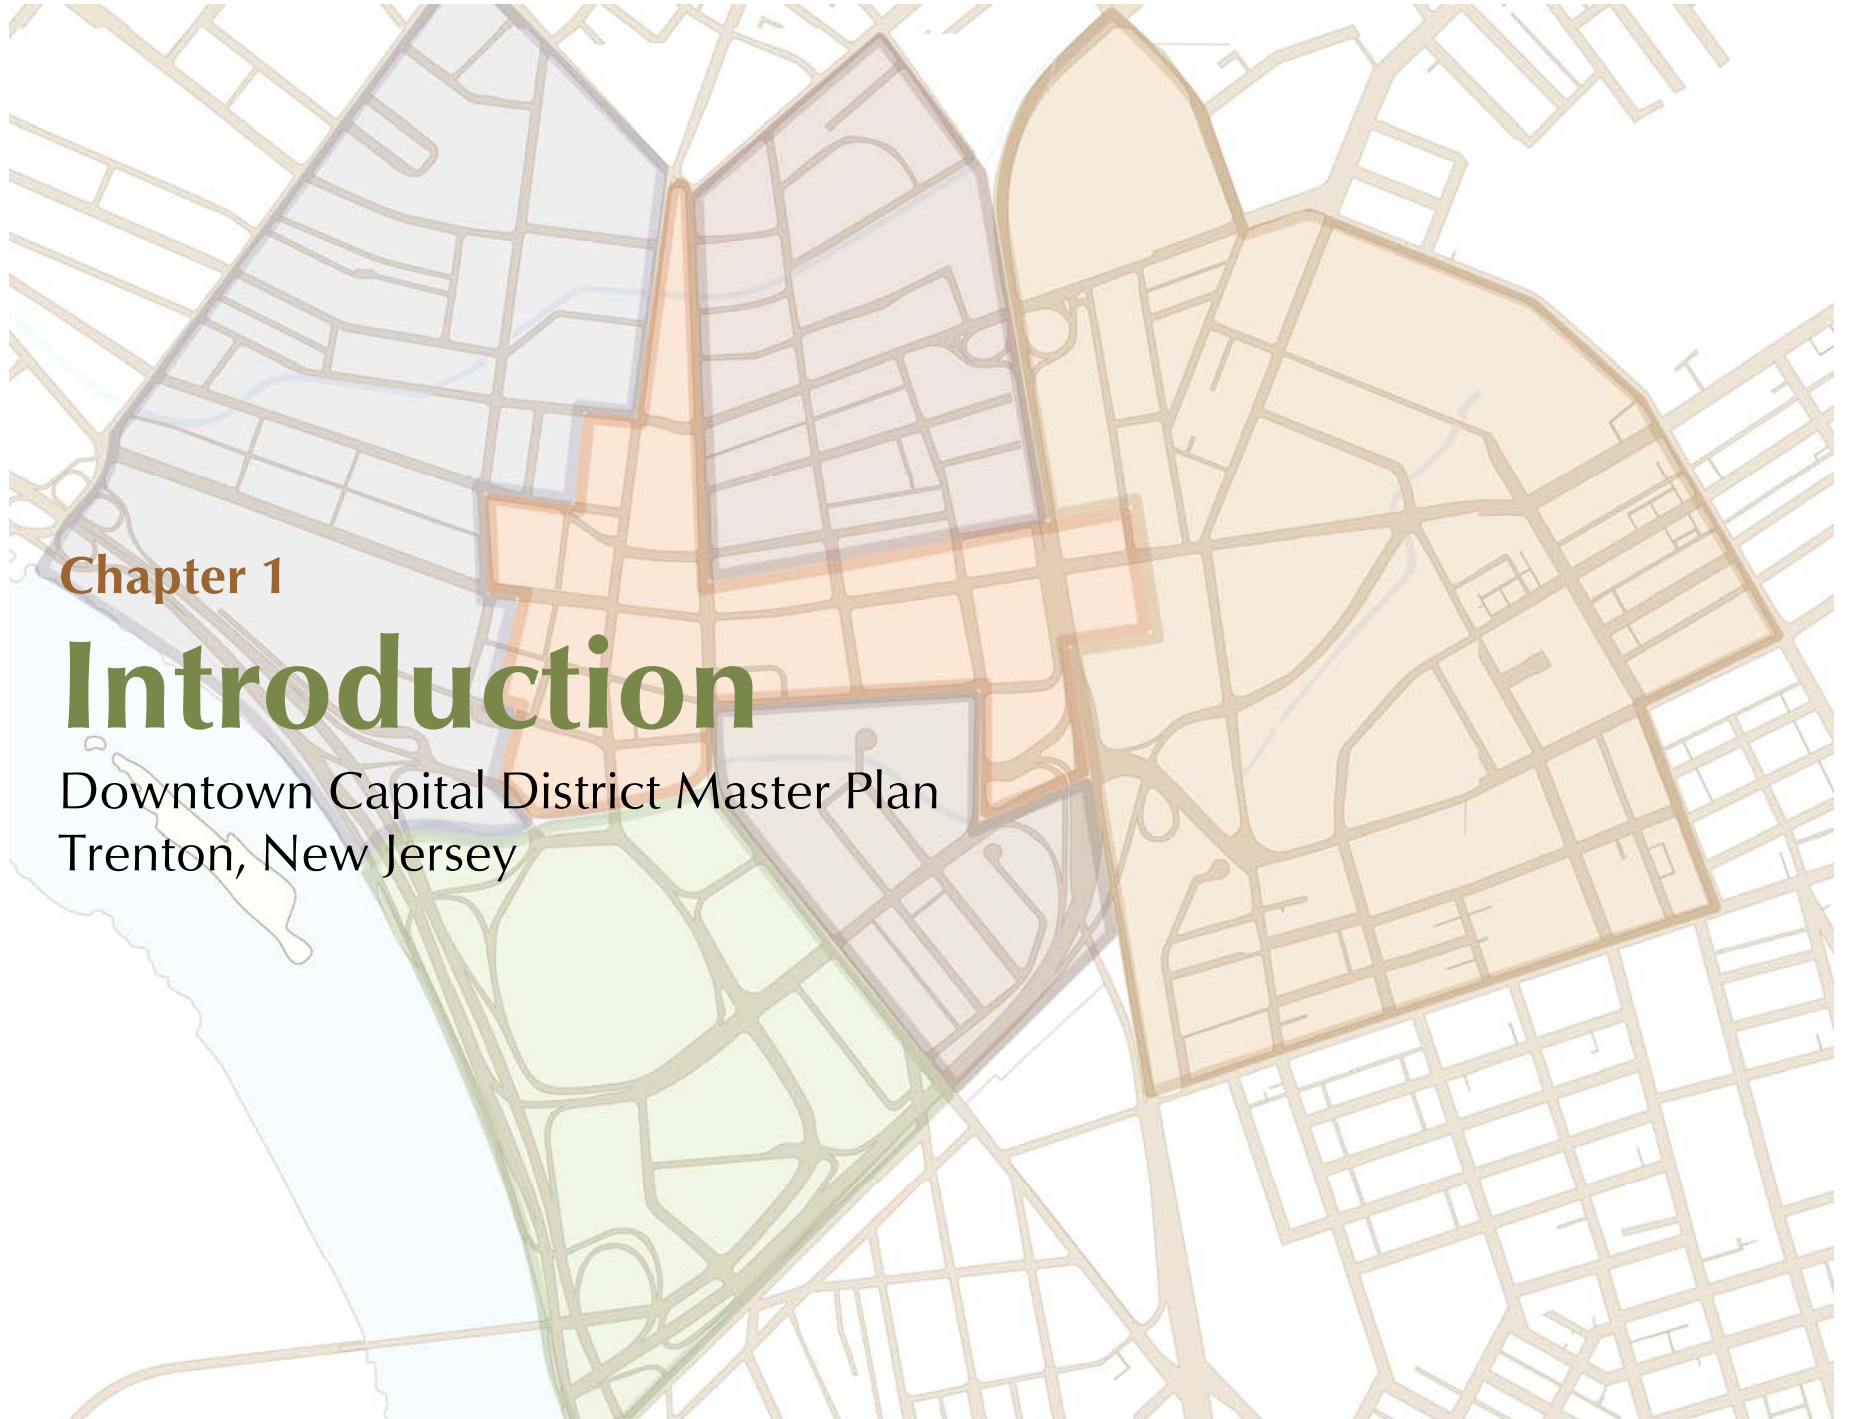 Chapter 1
Introduction
Downtown Capital District Master Plan
Trenton, New Jersey